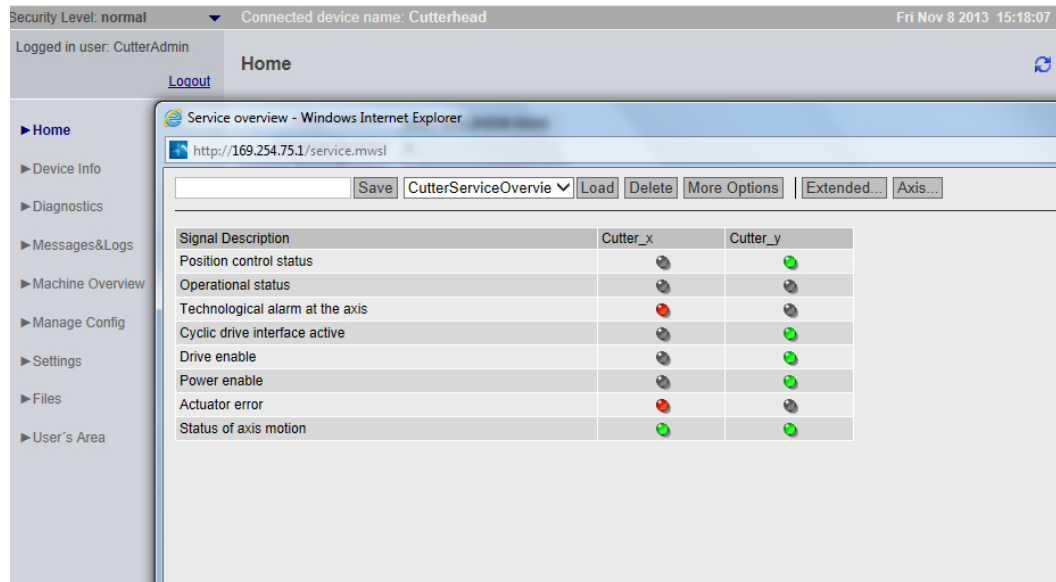 Security Level: normal
Connected device name: Cutterhead
Fri Nov 8 2013 15:18:07
Logged in user: CutterAdmin
Logout
Home
►Home
►Device Info
►Diagnostics
►Messages&Logs
►Machine Overview
►Manage Config
►Settings
►Files
►User´s Area
Service overview - Windows Internet Explorer
http://169.254.75.1/service.mwsl
Save CutterServiceOvervie Load Delete More Options Extended... Axis...
Signal Description Cutter_x Cutter_y
Position control status
Operational status
Technological alarm at the axis
Cyclic drive interface active
Drive enable
Power enable
Actuator error
Status of axis motion